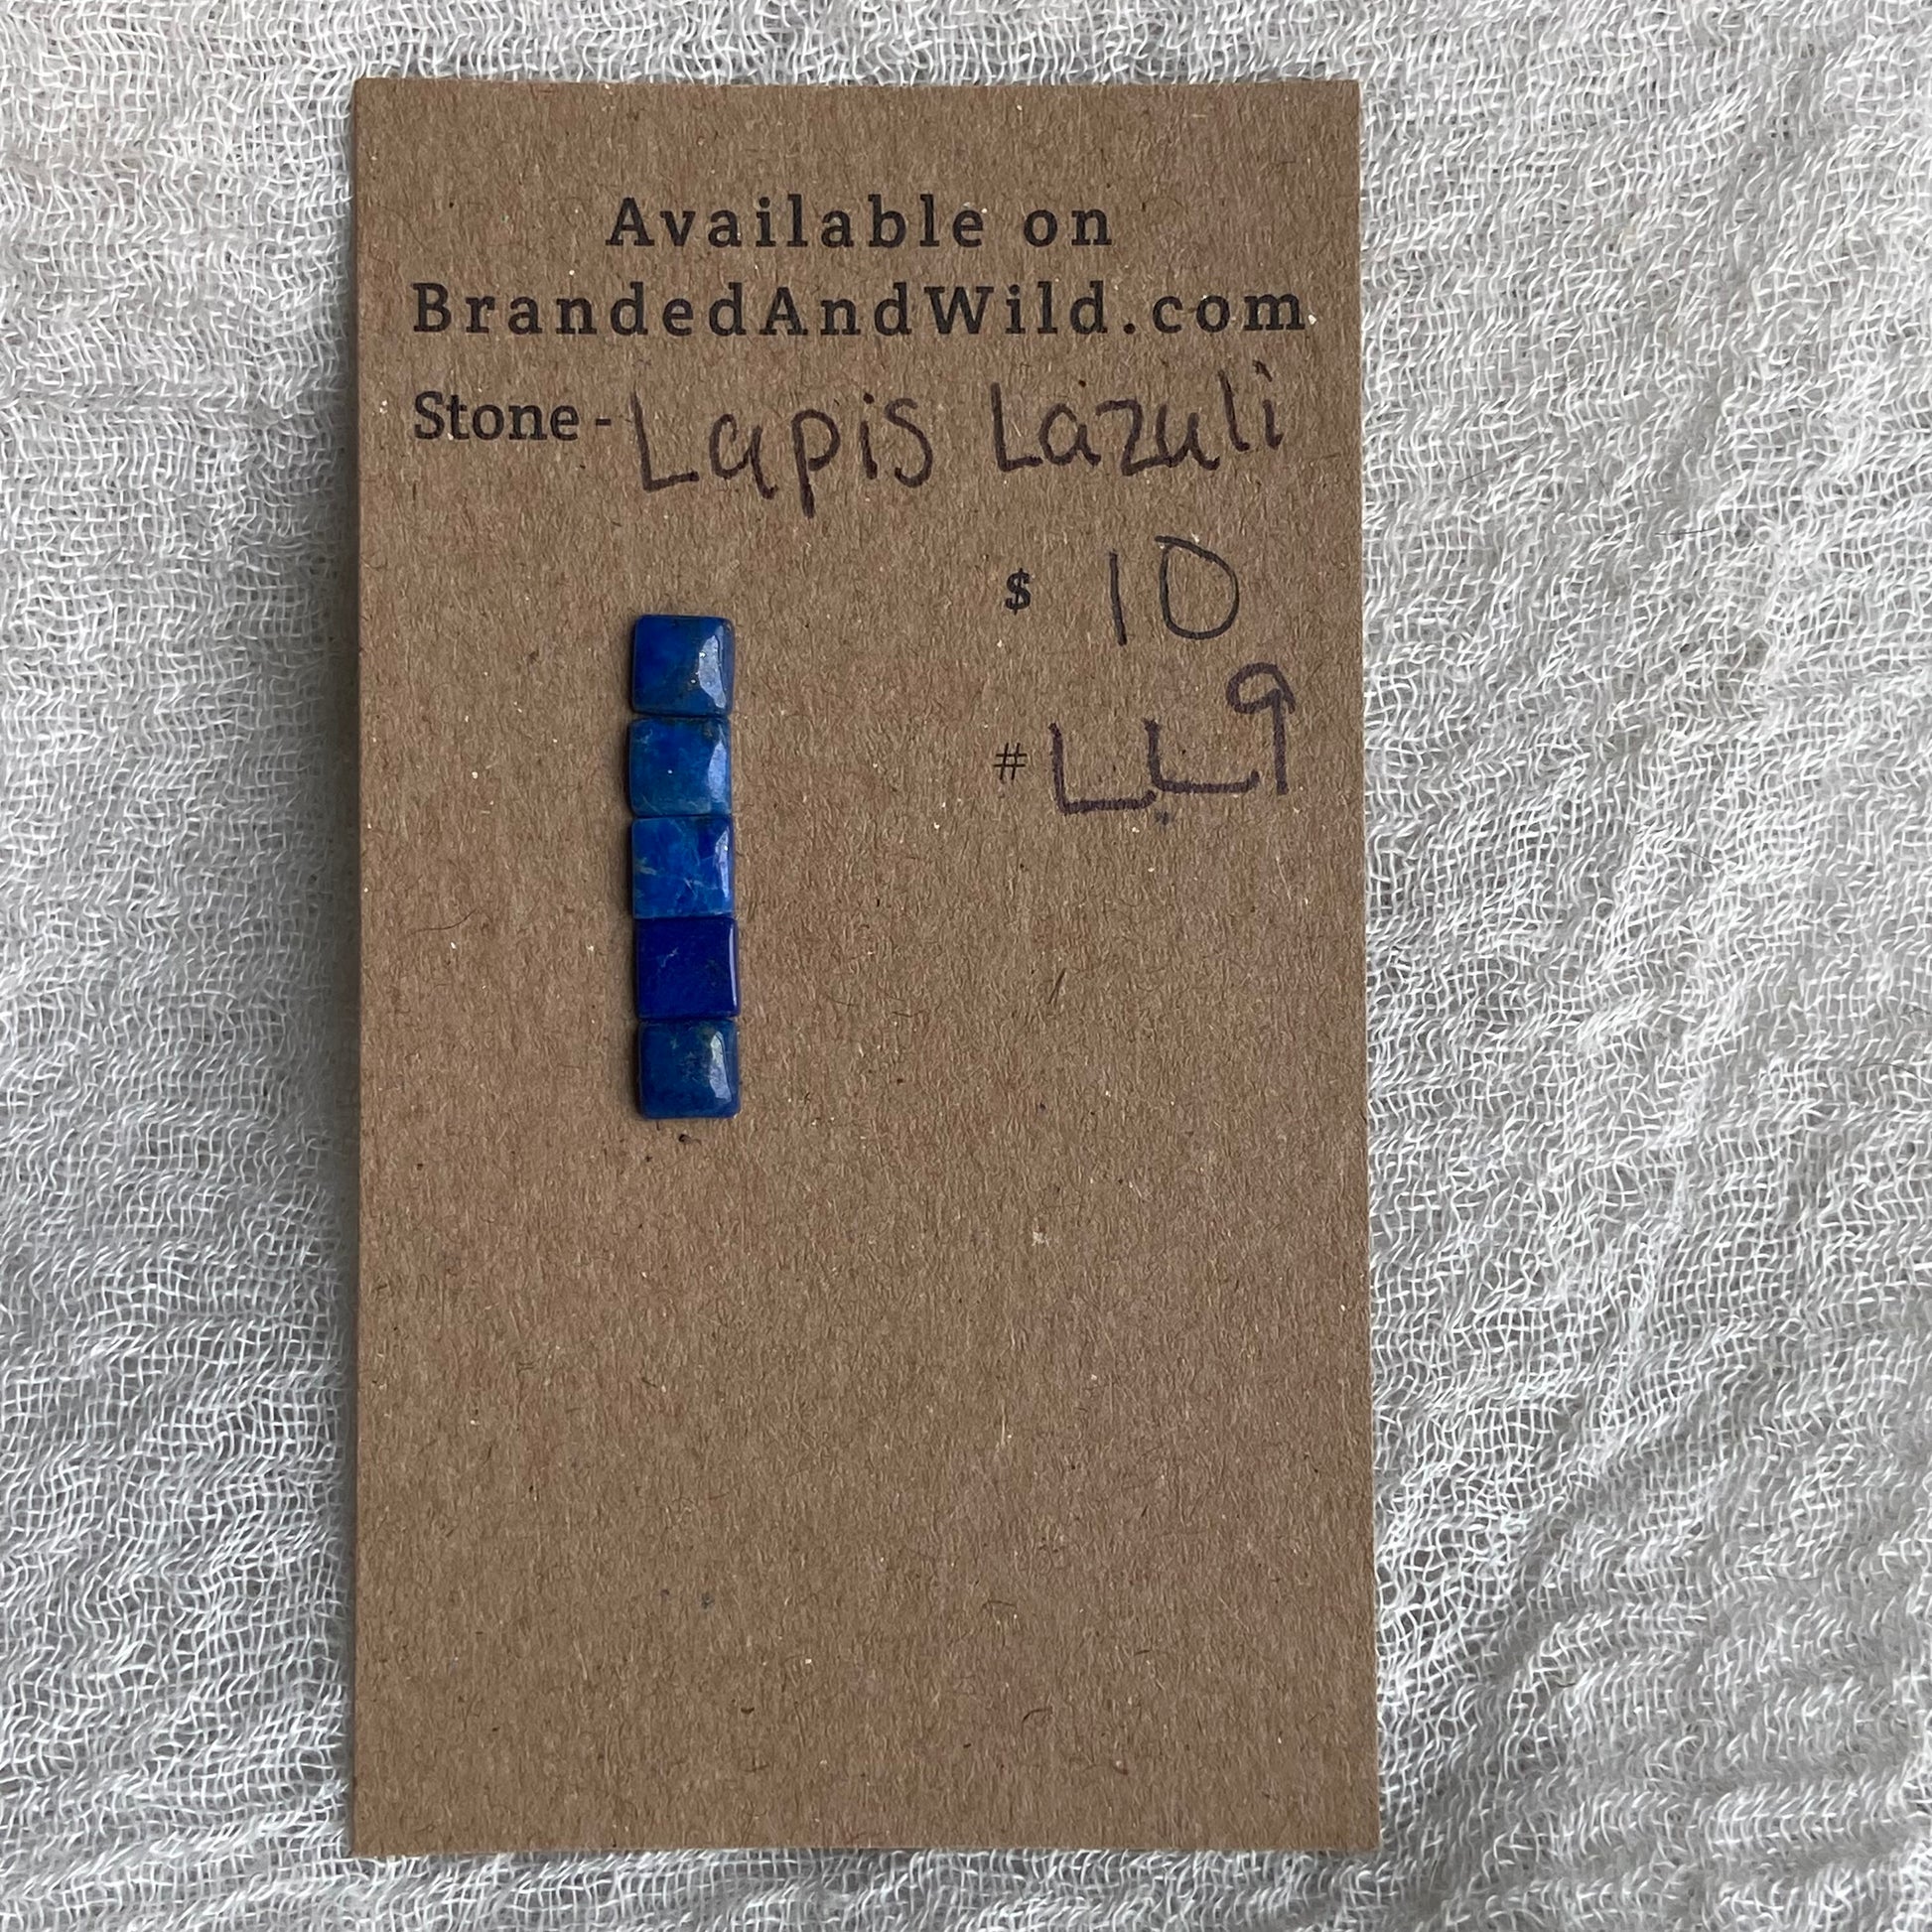 Available on
BrandedAndWild.com
Stone - Lapis Lazuli
$ 10
# LL9